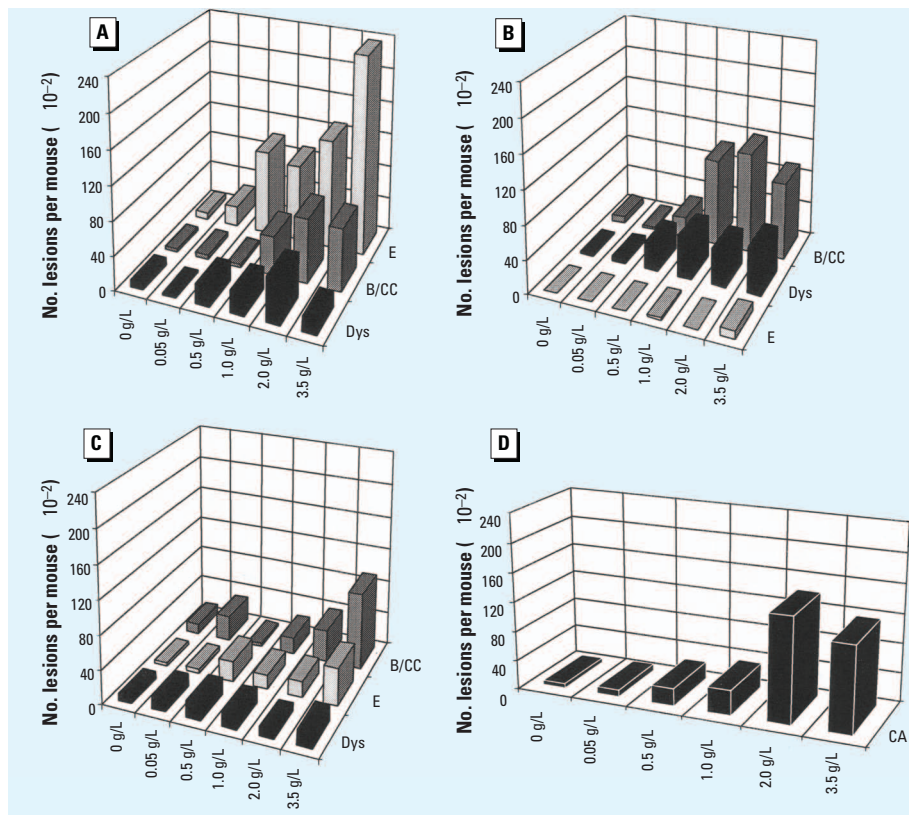 A
No. lesions per mouse ( 10–2)
240
200
160
120
80
40
0
0 g/L
0.05 g/L
0.5 g/L
1.0 g/L
2.0 g/L
3.5 g/L
E
B/CC
Dys
B
No. lesions per mouse ( 10–2)
240
200
160
120
80
40
0
0 g/L
0.05 g/L
0.5 g/L
1.0 g/L
2.0 g/L
3.5 g/L
B/CC
Dys
E
C
No. lesions per mouse ( 10–2)
240
200
160
120
80
40
0
0 g/L
0.05 g/L
0.5 g/L
1.0 g/L
2.0 g/L
3.5 g/L
B/CC
E
Dys
D
No. lesions per mouse ( 10–2)
240
200
160
120
80
40
0
0 g/L
0.05 g/L
0.5 g/L
1.0 g/L
2.0 g/L
3.5 g/L
CA